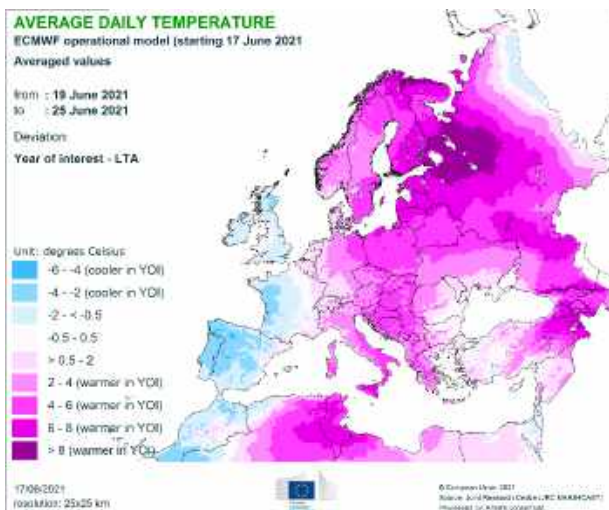 AVERAGE DAILY TEMPERATURE
ECMWF operational model (starting 17 June 2021
Averaged values
from : 19 June 2021
to : 25 June 2021
Deviation:
Year of interest - LTA
Unit: degrees Celsius
-6 - -4 (cooler in YOI)
-4 - -2 (cooler in YOI)
-2 - < -0.5
-0.5 - 0.5
> 0.5 - 2
2 - 4 (warmer in YOI)
4 - 6 (warmer in YOI)
6 - 8 (warmer in YOI)
> 8 (warmer in YOI)
17/06/2021
resolution: 25x25 km
© European Union 2021
Source: Joint Research Centre